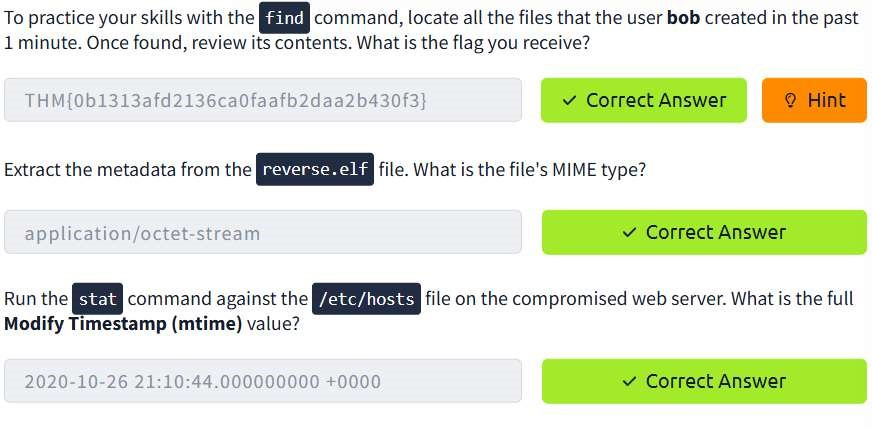 To practice your skills with the find command, locate all the files that the user bob created in the past
1 minute. Once found, review its contents. What is the flag you receive?
THM{0b1313afd2136ca0faafb2daa2b430f3}
Correct Answer
Hint
Extract the metadata from the reverse.elf file. What is the file's MIME type?
application/octet-stream
Correct Answer
Run the stat command against the /etc/hosts file on the compromised web server. What is the full
Modify Timestamp (mtime) value?
2020-10-26 21:10:44.000000000 +0000
Correct Answer